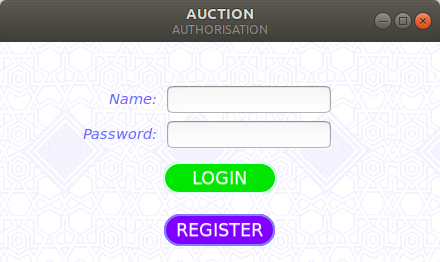 AUCTION
AUTHORISATION
Name:
Password:
LOGIN
REGISTER